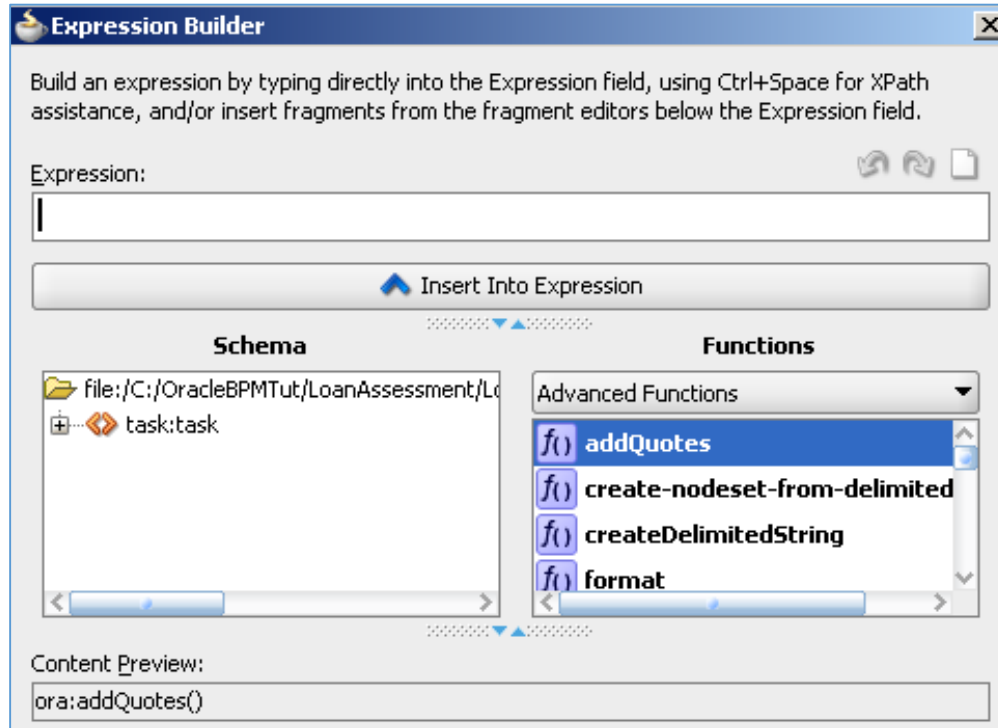 Expression Builder
Build an expression by typing directly into the Expression field, using Ctrl+Space for XPath
assistance, and/or insert fragments from the fragment editors below the Expression field.
Expression:
Insert Into Expression
Schema
Functions
file:/C:/OracleBPMTut/LoanAssessment/Lo
task:task
Advanced Functions
f() addQuotes
f() create-nodeset-from-delimited
f() createDelimitedString
f() format
Content Preview:
ora:addQuotes()